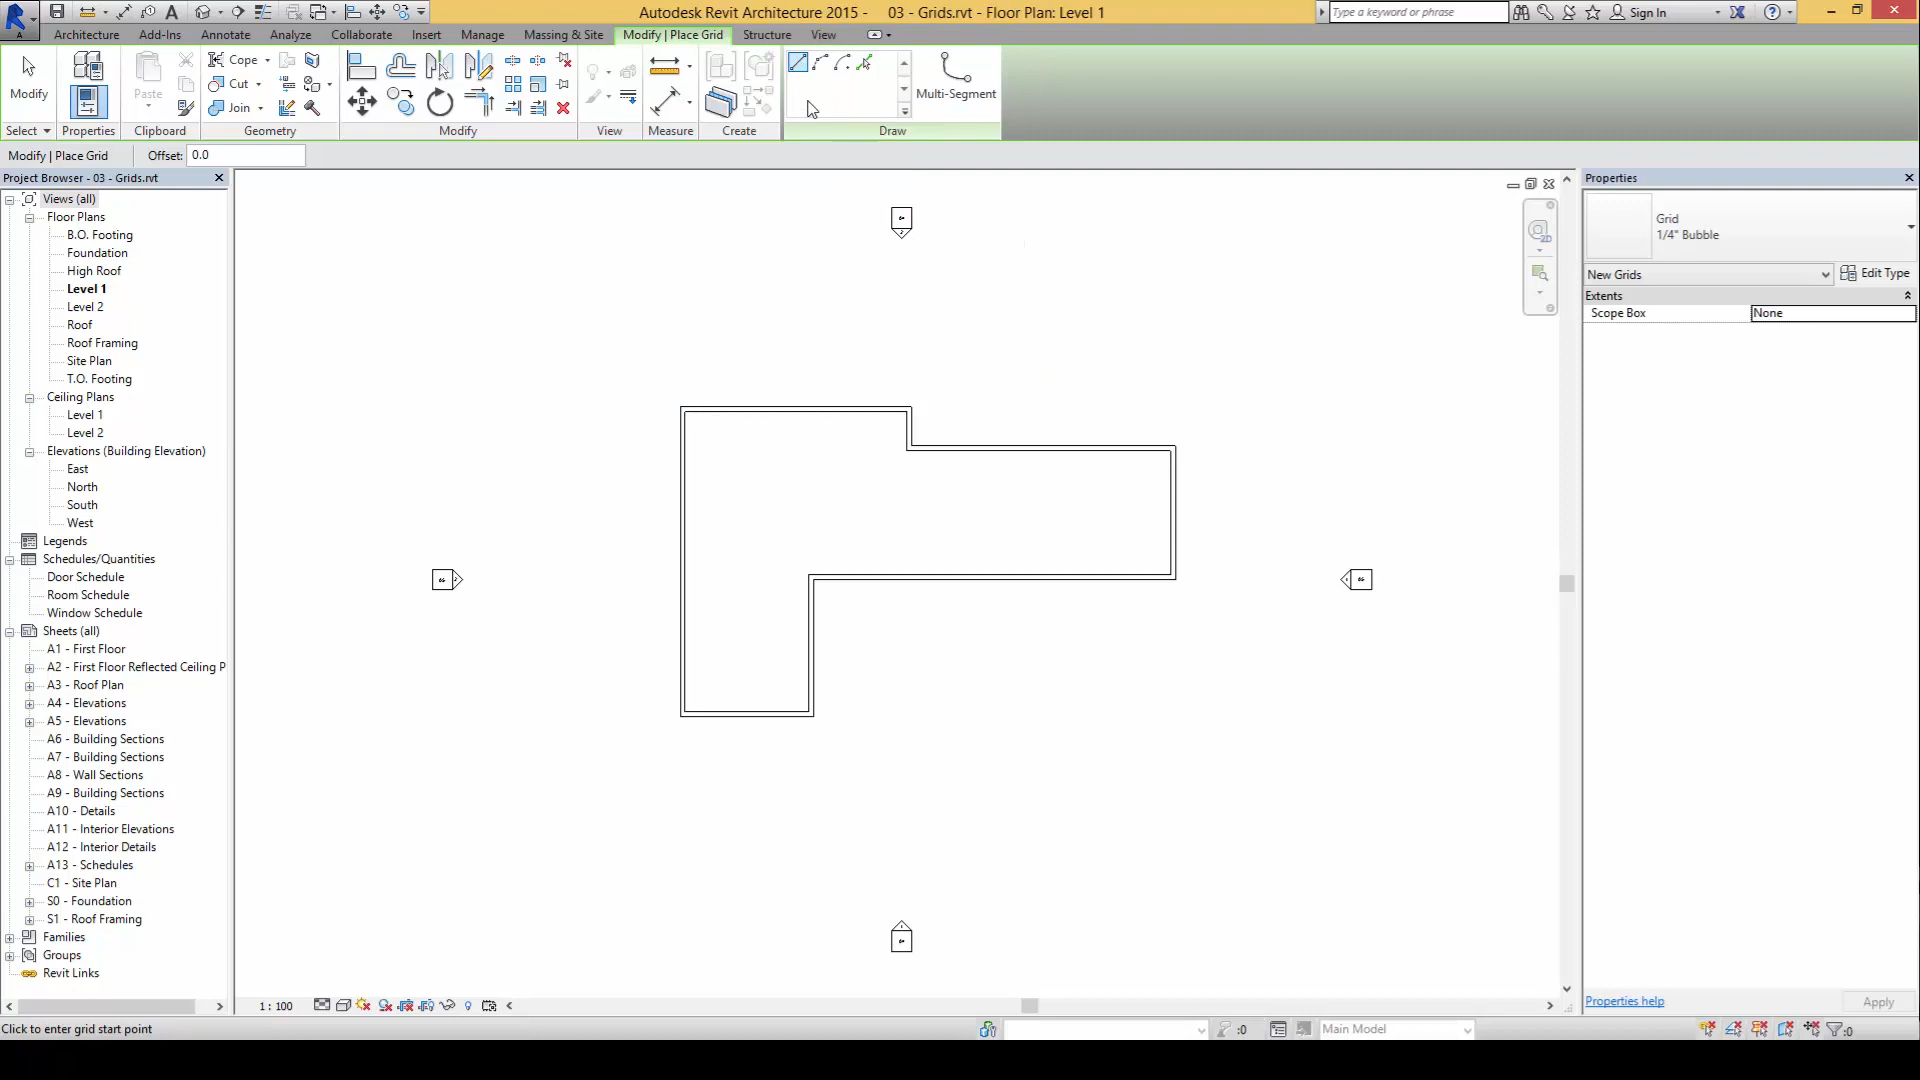 Autodesk Revit Architecture 2015 -     03 - Grids.rvt - Floor Plan: Level 1
Type a keyword or phrase
Sign In
Architecture Add-Ins Annotate Analyze Collaborate Insert Manage Massing & Site Modify | Place Grid Structure View
Modify
Paste
Cope
Cut
Join
Multi-Segment
Select Properties Clipboard Geometry Modify View Measure Create Draw
Modify | Place Grid Offset: 0.0
Project Browser - 03 - Grids.rvt
Views (all)
Floor Plans
B.O. Footing
Foundation
High Roof
Level 1
Level 2
Roof
Roof Framing
Site Plan
T.O. Footing
Ceiling Plans
Level 1
Level 2
Elevations (Building Elevation)
East
North
South
West
Legends
Schedules/Quantities
Door Schedule
Room Schedule
Window Schedule
Sheets (all)
A1 - First Floor
A2 - First Floor Reflected Ceiling P
A3 - Roof Plan
A4 - Elevations
A5 - Elevations
A6 - Building Sections
A7 - Building Sections
A8 - Wall Sections
A9 - Building Sections
A10 - Details
A11 - Interior Elevations
A12 - Interior Details
A13 - Schedules
C1 - Site Plan
S0 - Foundation
S1 - Roof Framing
Families
Groups
Revit Links
2D
Properties
Grid
1/4" Bubble
New Grids
Edit Type
Extents
Scope Box None
Properties help
Apply
1 : 100
Click to enter grid start point
:0
Main Model
:0